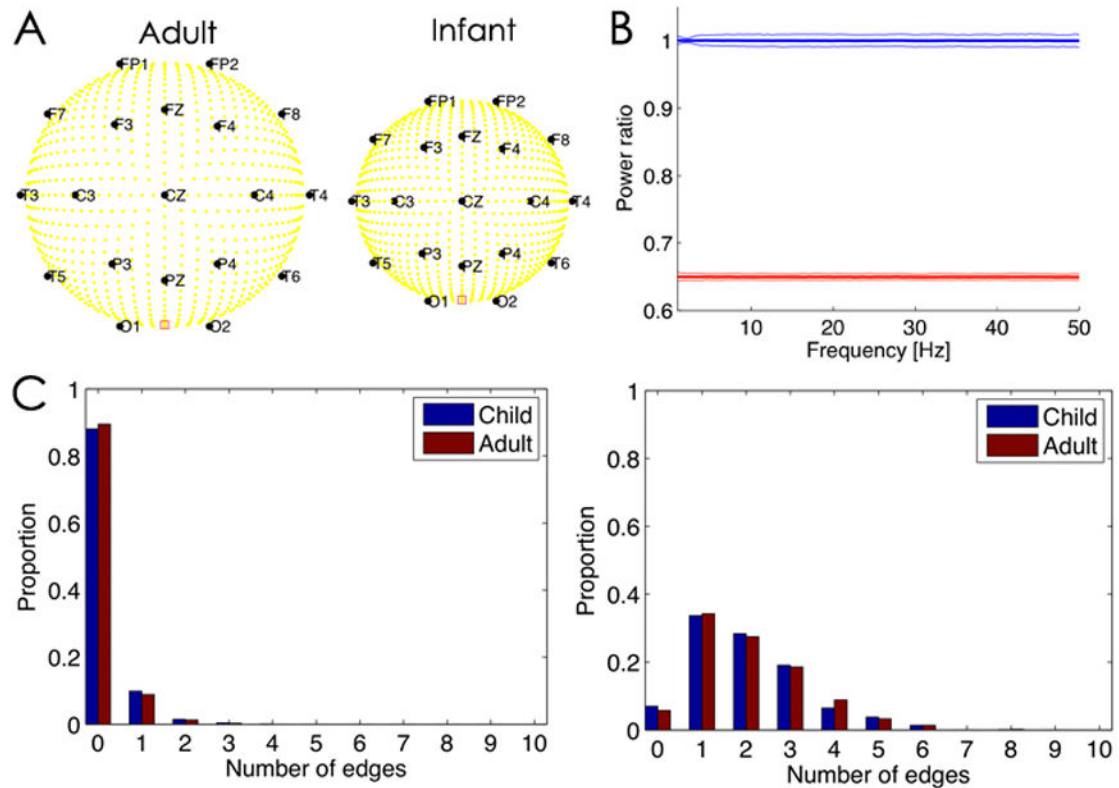 A
Adult
FP1 FP2
F7 F3 FZ F4 F8
T3 C3 CZ C4 T4
T5 P3 PZ P4 T6
O1 O2
Infant
FP1 FP2
F7 F3 FZ F4 F8
T3 C3 CZ C4 T4
T5 P3 PZ P4 T6
O1 O2
B
Power ratio
1
0.9
0.8
0.7
0.6
10 20 30 40 50
Frequency [Hz]
C
Proportion
1
0.8
0.6
0.4
0.2
0
Child
Adult
0 1 2 3 4 5 6 7 8 9 10
Number of edges
Proportion
1
0.8
0.6
0.4
0.2
0
Child
Adult
0 1 2 3 4 5 6 7 8 9 10
Number of edges